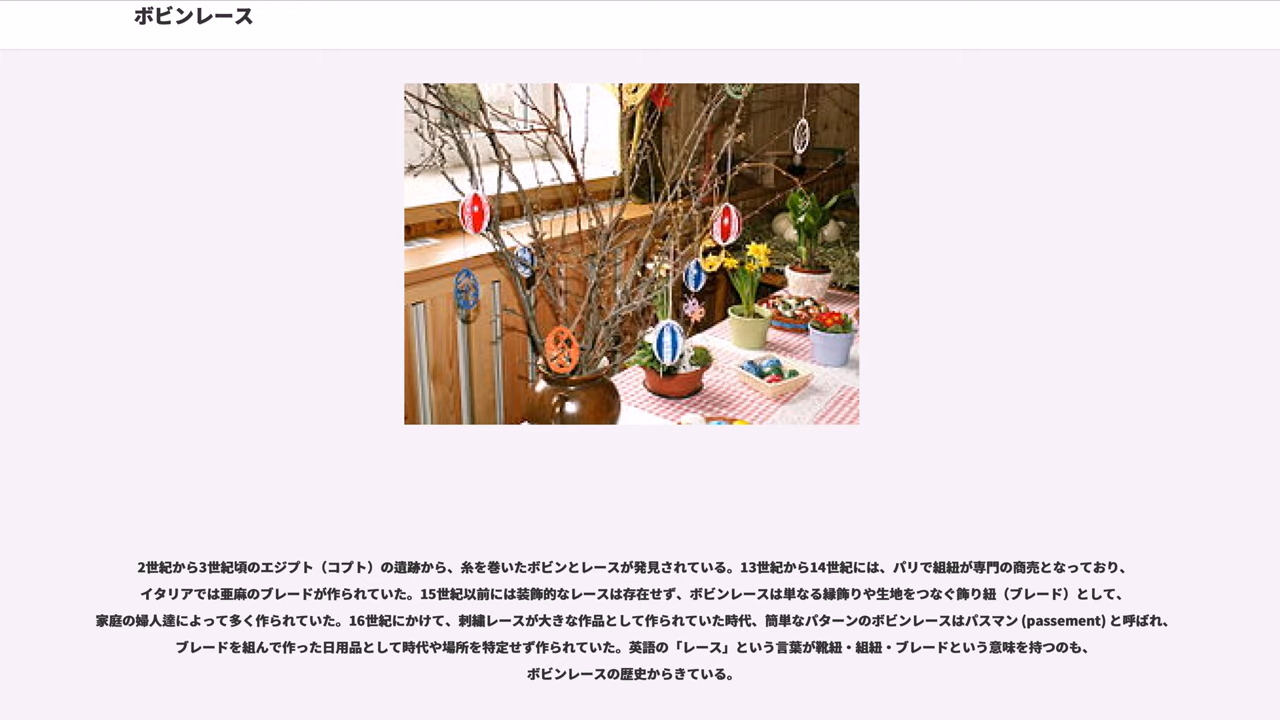 ボビンレース
2世紀から3世紀頃のエジプト（コプト）の遺跡から、糸を巻いたボビンとレースが発見されている。13世紀から14世紀には、パリで組紐が専門の商売となっており、
イタリアでは亜麻のブレードが作られていた。15世紀以前には装飾的なレースは存在せず、ボビンレースは単なる縁飾りや生地をつなぐ飾り紐（ブレード）として、
家庭の婦人達によって多く作られていた。16世紀にかけて、刺繍レースが大きな作品として作られていた時代、簡単なパターンのボビンレースはパスマン (passement) と呼ばれ、
ブレードを組んで作った日用品として時代や場所を特定せず作られていた。英語の「レース」という言葉が靴紐・組紐・ブレードという意味を持つのも、
ボビンレースの歴史からきている。